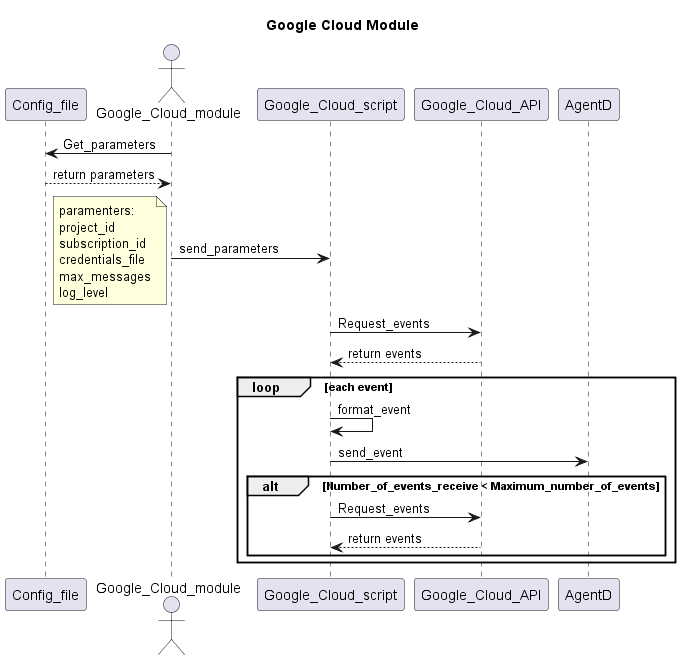 Google Cloud Module
Config_file
Google_Cloud_module
Google_Cloud_script
Google_Cloud_API
AgentD
Get_parameters
return parameters
paramenters:
project_id
subscription_id
credentials_file
max_messages
log_level
send_parameters
Request_events
return events
loop [each event]
format_event
send_event
alt [Number_of_events_receive < Maximum_number_of_events]
Request_events
return events
Config_file
Google_Cloud_module
Google_Cloud_script
Google_Cloud_API
AgentD